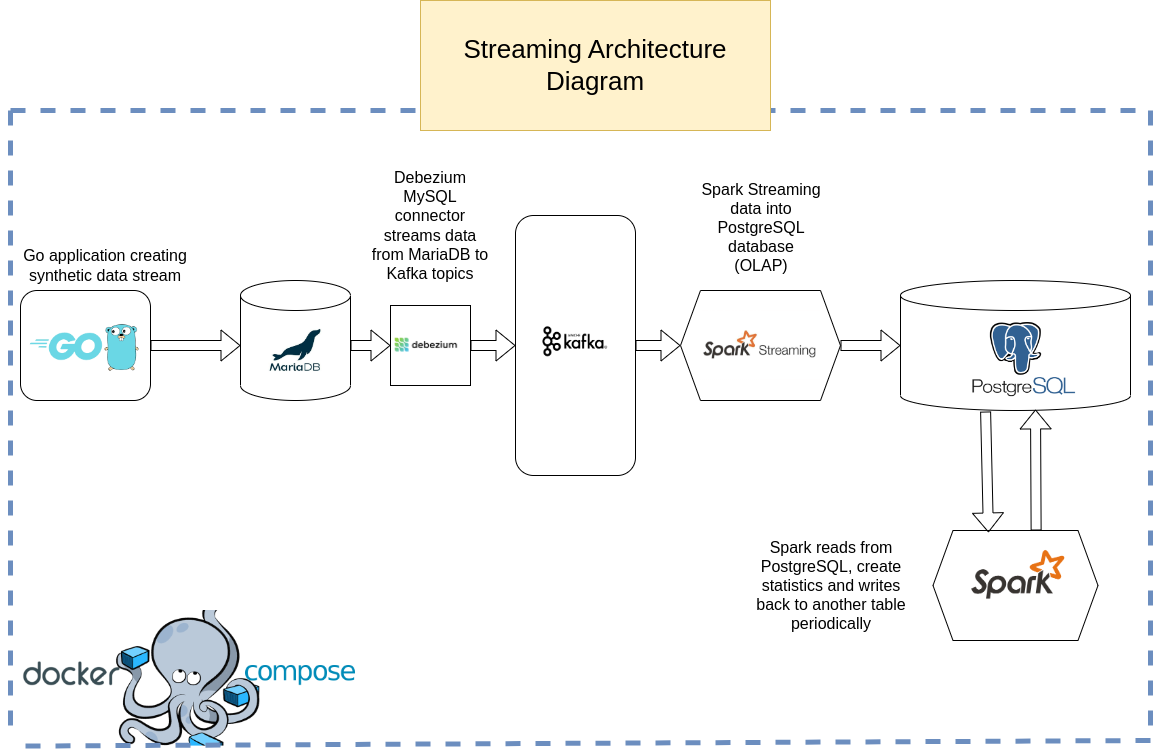 Streaming Architecture
Diagram
Go application creating
synthetic data stream
GO
MariaDB
Debezium
MySQL
connector
streams data
from MariaDB to
Kafka topics
debezium
kafka
Spark Streaming
data into
PostgreSQL
database
(OLAP)
Spark Streaming
PostgreSQL
Spark reads from
PostgreSQL, create
statistics and writes
back to another table
periodically
Spark
docker compose